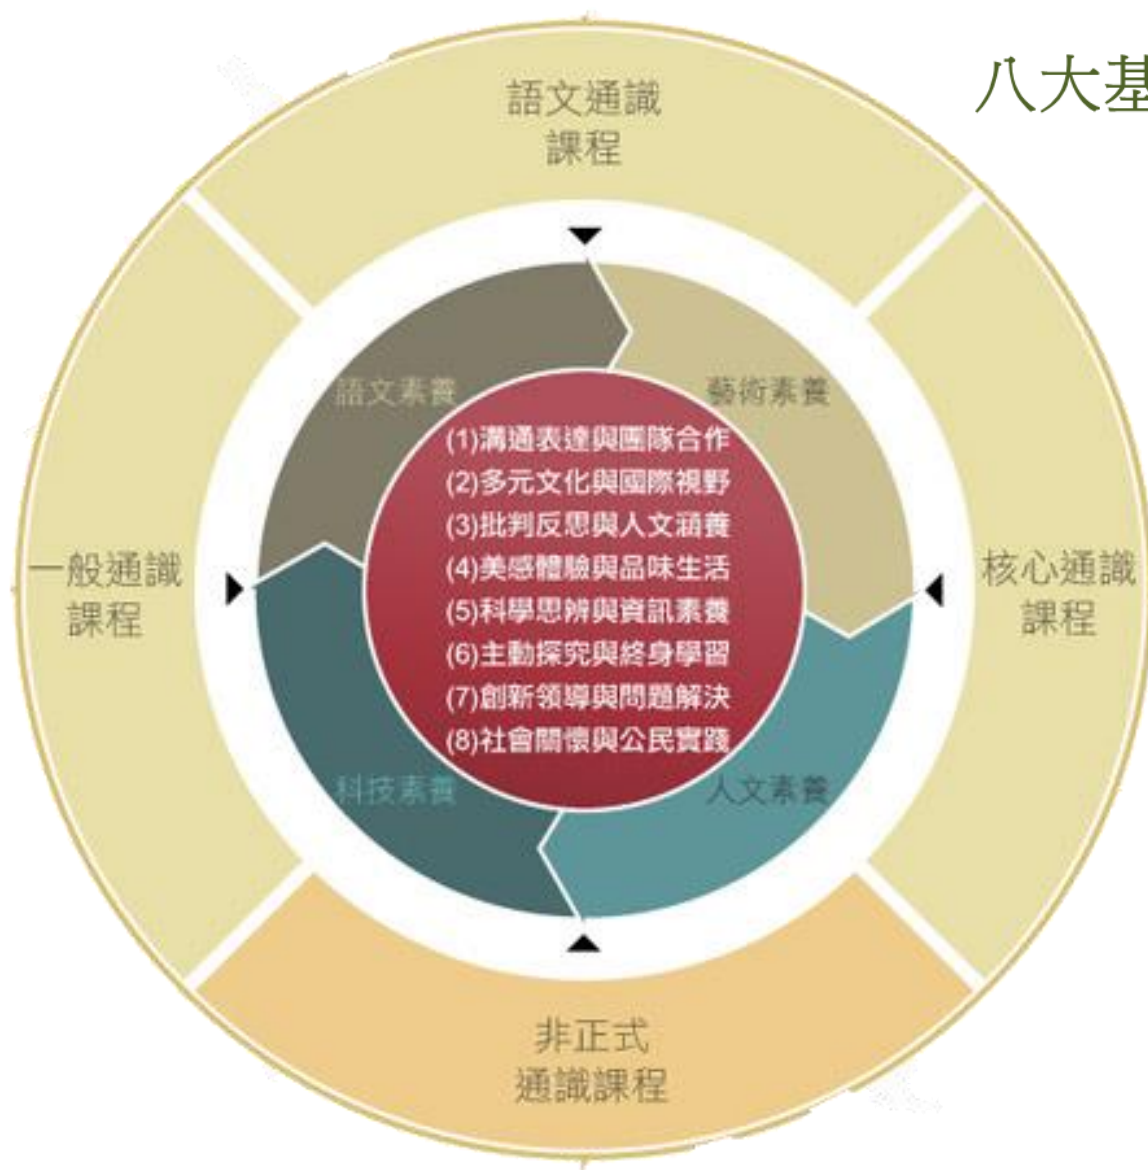 八大基
語文通識
課程
語文素養
藝術素養
(1)溝通表達與團隊合作
(2)多元文化與國際視野
(3)批判反思與人文涵養
(4)美感體驗與品味生活
(5)科學思辨與資訊素養
(6)主動探究與終身學習
(7)創新領導與問題解決
(8)社會關懷與公民實踐
一般通識
課程
核心通識
課程
科技素養
人文素養
非正式
通識課程